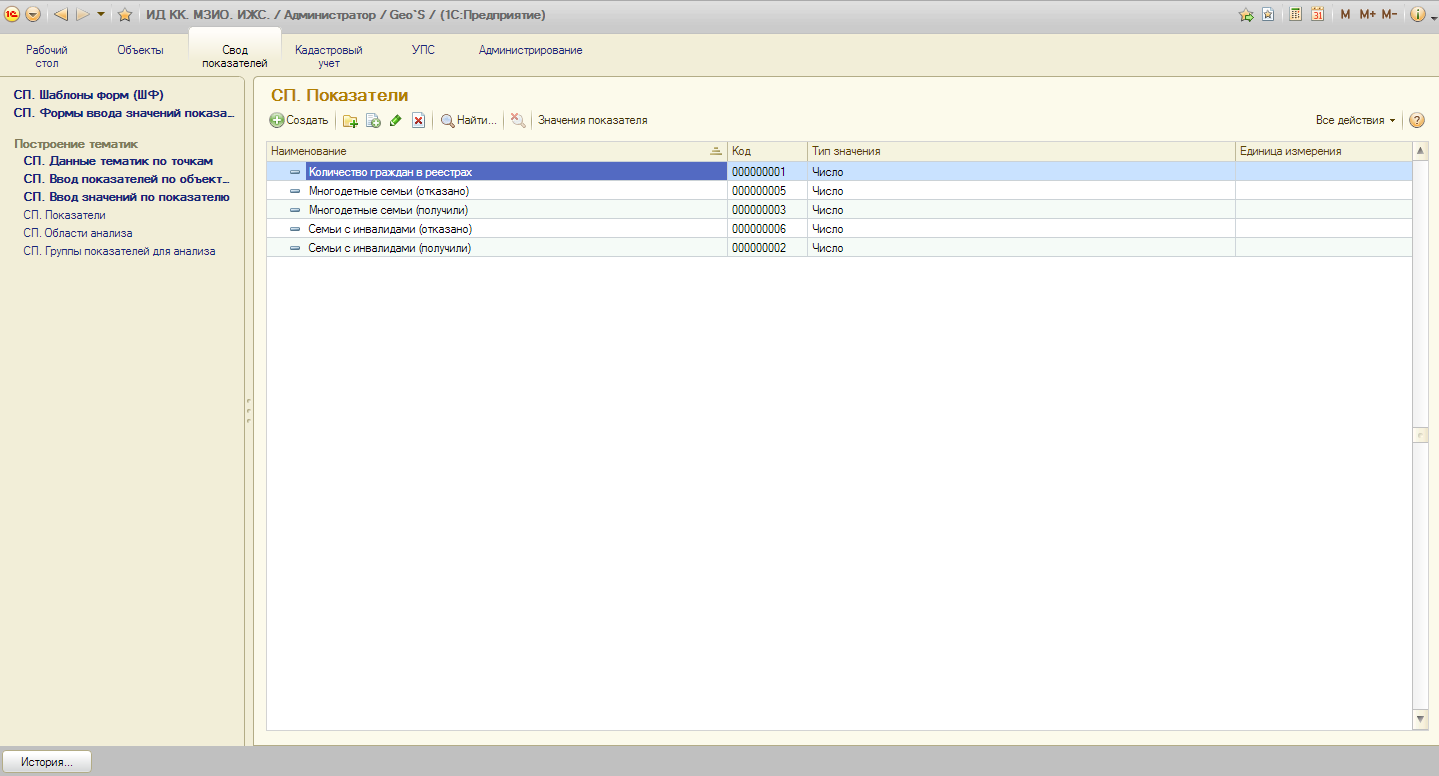 ИД КК. МЗИО. ИЖС. / Администратор / Geo`S / (1С:Предприятие)
M M+ M-
Рабочий стол
Объекты
Свод показателей
Кадастровый учет
УПС
Администрирование
СП. Шаблоны форм (ШФ)
СП. Формы ввода значений показа...
Построение тематик
СП. Данные тематик по точкам
СП. Ввод показателей по объект...
СП. Ввод значений по показателю
СП. Показатели
СП. Области анализа
СП. Группы показателей для анализа
СП. Показатели
Создать Найти... Значения показателя Все действия ?
Наименование Код Тип значения Единица измерения
Количество граждан в реестрах 000000001 Число
Многодетные семьи (отказано) 000000005 Число
Многодетные семьи (получили) 000000003 Число
Семьи с инвалидами (отказано) 000000006 Число
Семьи с инвалидами (получили) 000000002 Число
История...